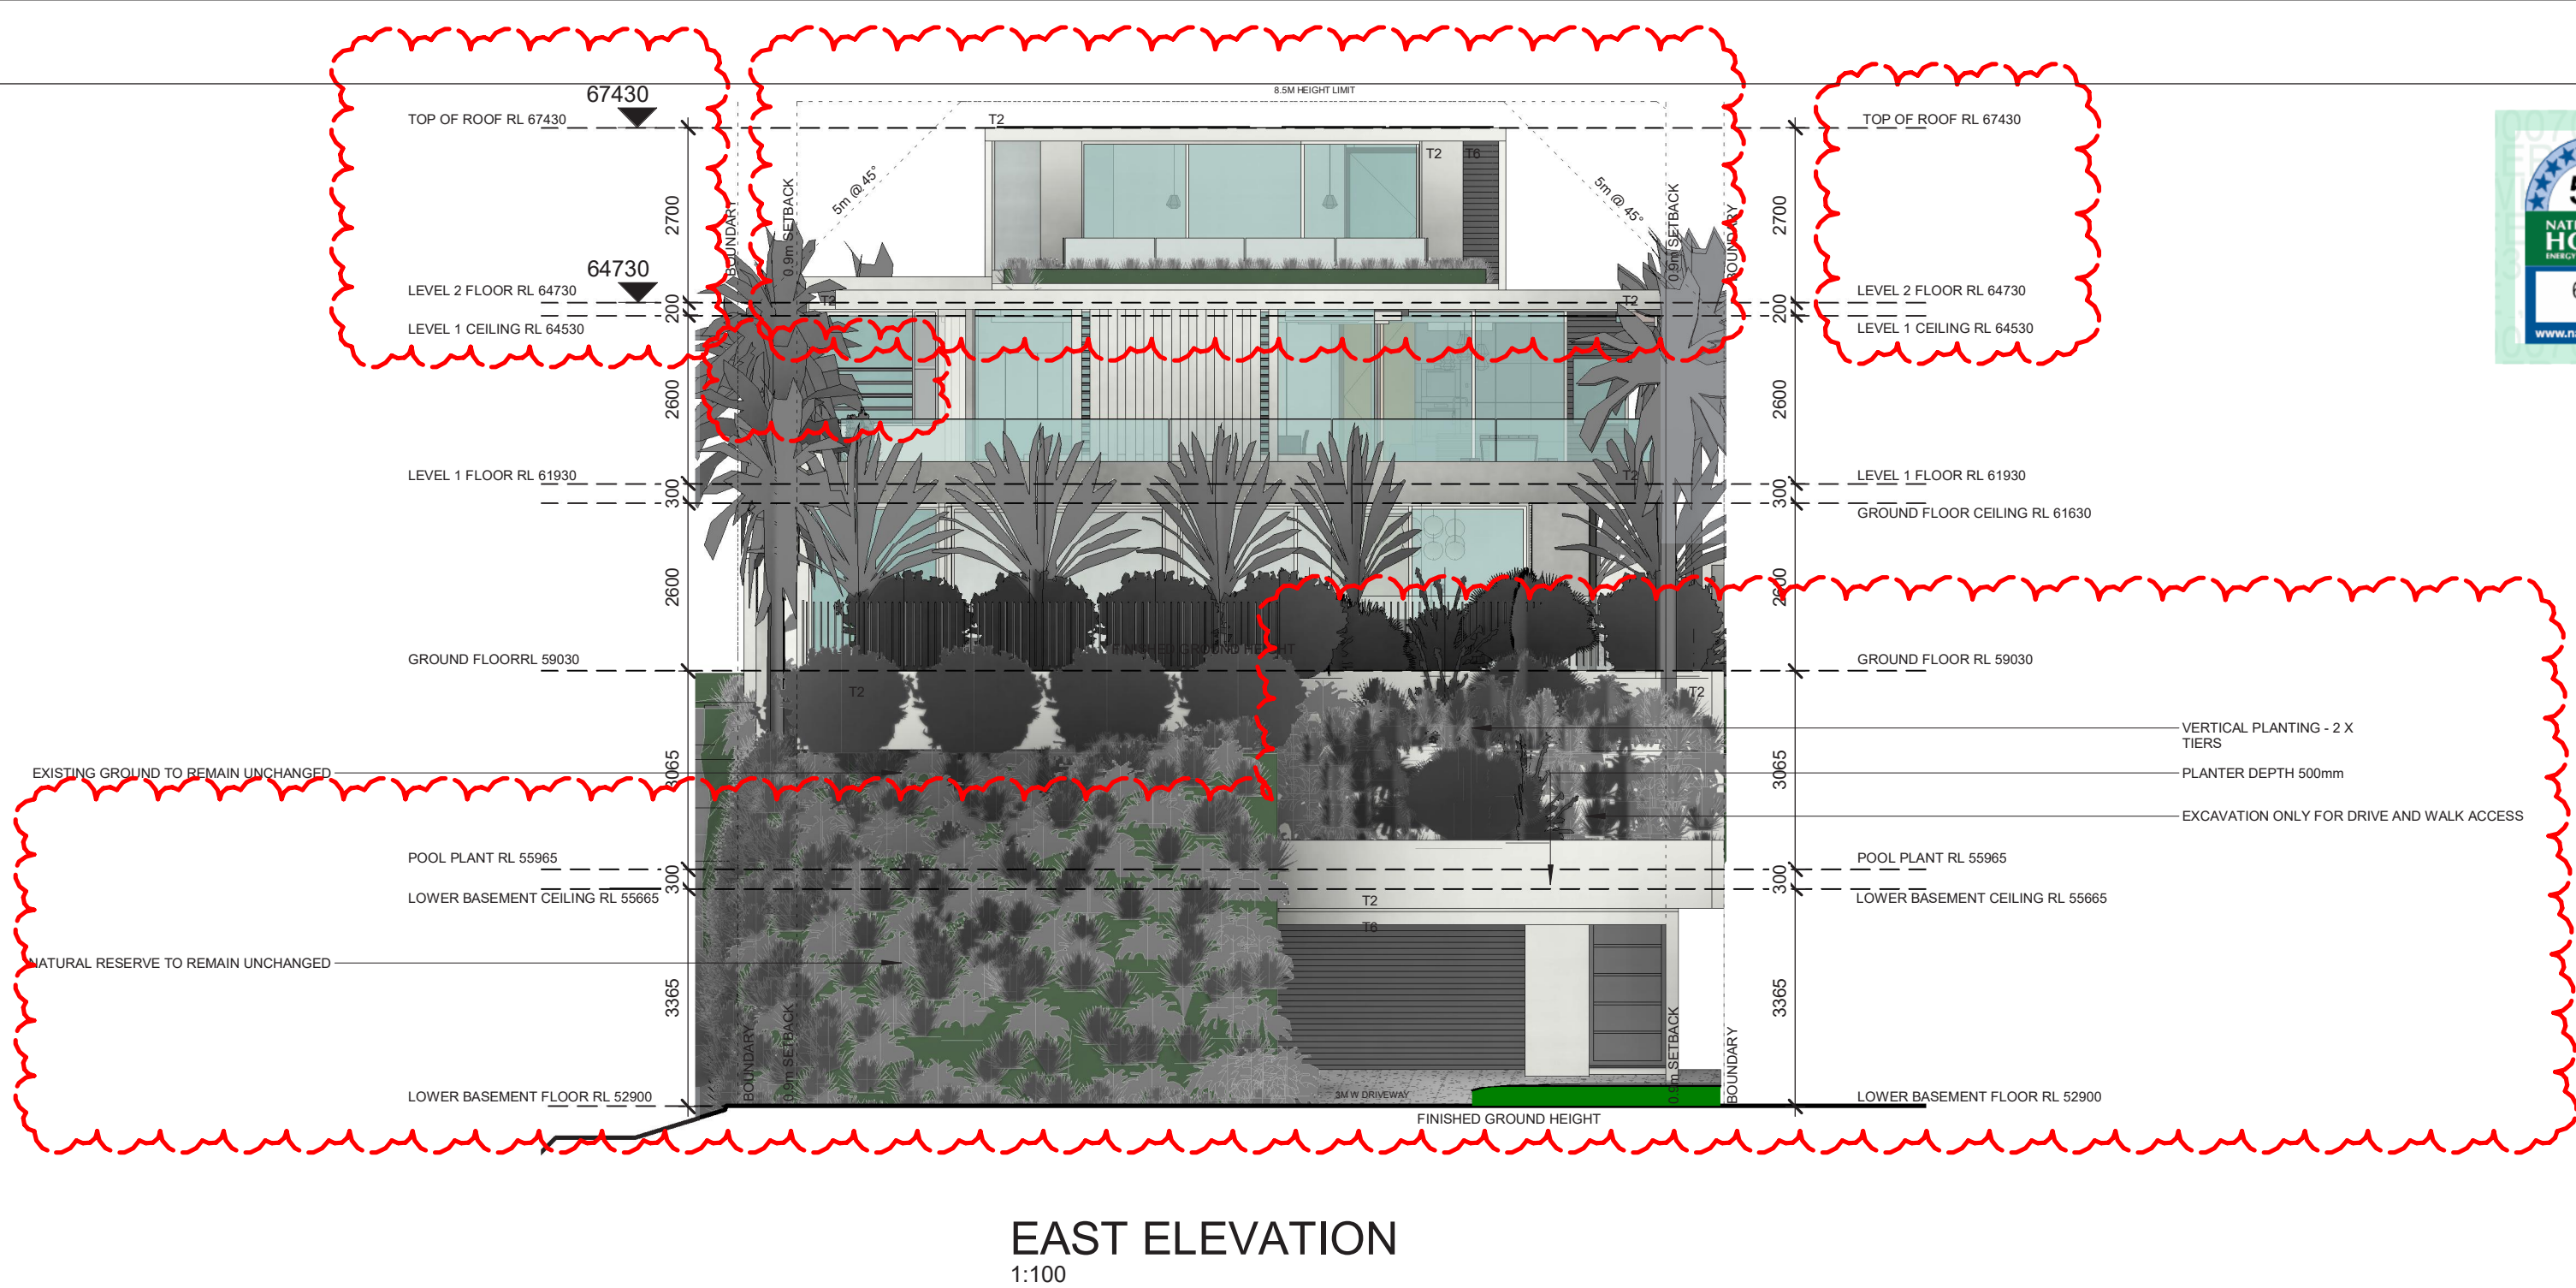 8.5M HEIGHT LIMIT
67430
TOP OF ROOF RL 67430
T2
TOP OF ROOF RL 67430
T2
T6
5m @ 45°
5m @ 45°
2700
BOUNDARY
0.9m SETBACK
0.9m SETBACK
BOUNDARY
2700
64730
LEVEL 2 FLOOR RL 64730
200
T2
T2
200
LEVEL 2 FLOOR RL 64730
LEVEL 1 CEILING RL 64530
LEVEL 1 CEILING RL 64530
2600
2600
LEVEL 1 FLOOR RL 61930
300
T2
300
LEVEL 1 FLOOR RL 61930
GROUND FLOOR CEILING RL 61630
2600
2600
FINISHED GROUND HEIGHT
GROUND FLOORRL 59030
GROUND FLOOR RL 59030
T2
T2
VERTICAL PLANTING - 2 X
TIERS
EXISTING GROUND TO REMAIN UNCHANGED
3065
3065
PLANTER DEPTH 500mm
EXCAVATION ONLY FOR DRIVE AND WALK ACCESS
POOL PLANT RL 55965
300
300
POOL PLANT RL 55965
LOWER BASEMENT CEILING RL 55665
T2
LOWER BASEMENT CEILING RL 55665
T6
NATURAL RESERVE TO REMAIN UNCHANGED
3365
3365
BOUNDARY
0.9m SETBACK
0.9m SETBACK
BOUNDARY
LOWER BASEMENT FLOOR RL 52900
3M W DRIVEWAY
LOWER BASEMENT FLOOR RL 52900
FINISHED GROUND HEIGHT
EAST ELEVATION
1:100